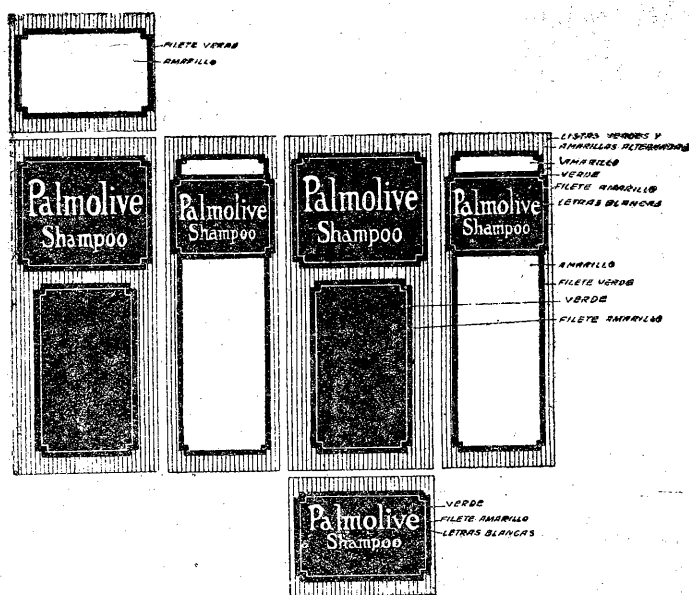 FILETE VERDE
AMARILLO
LISTAS VERDES Y
AMARILLAS ALTERNADAS
AMARILLO
VERDE
FILETE AMARILLO
LETRAS BLANCAS
Palmolive
Shampoo
Palmolive
Shampoo
Palmolive
Shampoo
Palmolive
Shampoo
AMARILLO
FILETE VERDE
VERDE
FILETE AMARILLO
Palmolive
Shampoo
VERDE
FILETE AMARILLO
LETRAS BLANCAS